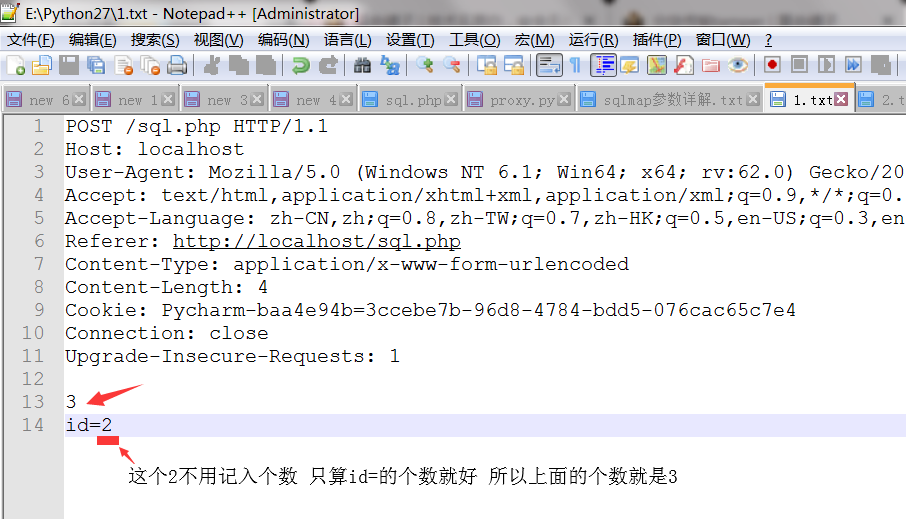 E:\Python27\1.txt - Notepad++ [Administrator]
文件(F) 编辑(E) 搜索(S) 视图(V) 编码(N) 语言(L) 设置(T) 工具(O) 宏(M) 运行(R) 插件(P) 窗口(W) ?
new 6 new 1 new 3 new 4 sql.php proxy.py sqlmap参数详解.txt 1.txt 2.t
1 POST /sql.php HTTP/1.1
2 Host: localhost
3 User-Agent: Mozilla/5.0 (Windows NT 6.1; Win64; x64; rv:62.0) Gecko/20
4 Accept: text/html,application/xhtml+xml,application/xml;q=0.9,*/*;q=0.
5 Accept-Language: zh-CN,zh;q=0.8,zh-TW;q=0.7,zh-HK;q=0.5,en-US;q=0.3,en
6 Referer: http://localhost/sql.php
7 Content-Type: application/x-www-form-urlencoded
8 Content-Length: 4
9 Cookie: Pycharm-baa4e94b=3ccebe7b-96d8-4784-bdd5-076cac65c7e4
10 Connection: close
11 Upgrade-Insecure-Requests: 1
12
13 3
14 id=2
这个2不用记入个数 只算id=的个数就好 所以上面的个数就是3